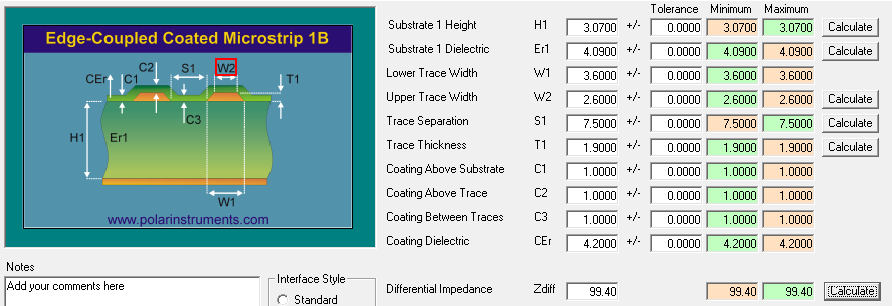 Edge-Coupled Coated Microstrip 1B
C2
S1
W2
CEr
C1
T1
C3
H1
Er1
W1
www.polarinstruments.com
Notes
Add your comments here
Interface Style
Standard
Tolerance Minimum Maximum
Substrate 1 Height H1 3.0700 +/- 0.0000 3.0700 3.0700 Calculate
Substrate 1 Dielectric Er1 4.0900 +/- 0.0000 4.0900 4.0900 Calculate
Lower Trace Width W1 3.6000 +/- 0.0000 3.6000 3.6000
Upper Trace Width W2 2.6000 +/- 0.0000 2.6000 2.6000 Calculate
Trace Separation S1 7.5000 +/- 0.0000 7.5000 7.5000 Calculate
Trace Thickness T1 1.9000 +/- 0.0000 1.9000 1.9000 Calculate
Coating Above Substrate C1 1.0000 +/- 0.0000 1.0000 1.0000
Coating Above Trace C2 1.0000 +/- 0.0000 1.0000 1.0000
Coating Between Traces C3 1.0000 +/- 0.0000 1.0000 1.0000
Coating Dielectric CEr 4.2000 +/- 0.0000 4.2000 4.2000
Differential Impedance Zdiff 99.40 99.40 99.40 Calculate